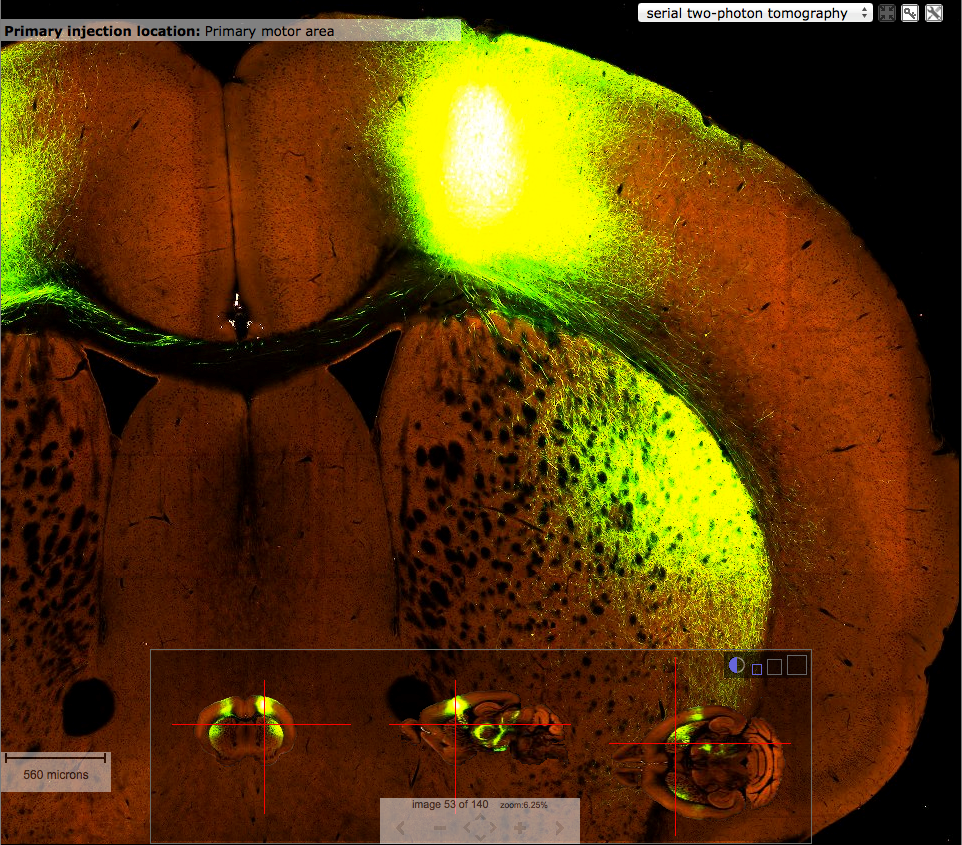 serial two-photon tomography
Primary injection location: Primary motor area
560 microns
image 53 of 140 zoom:6.25%